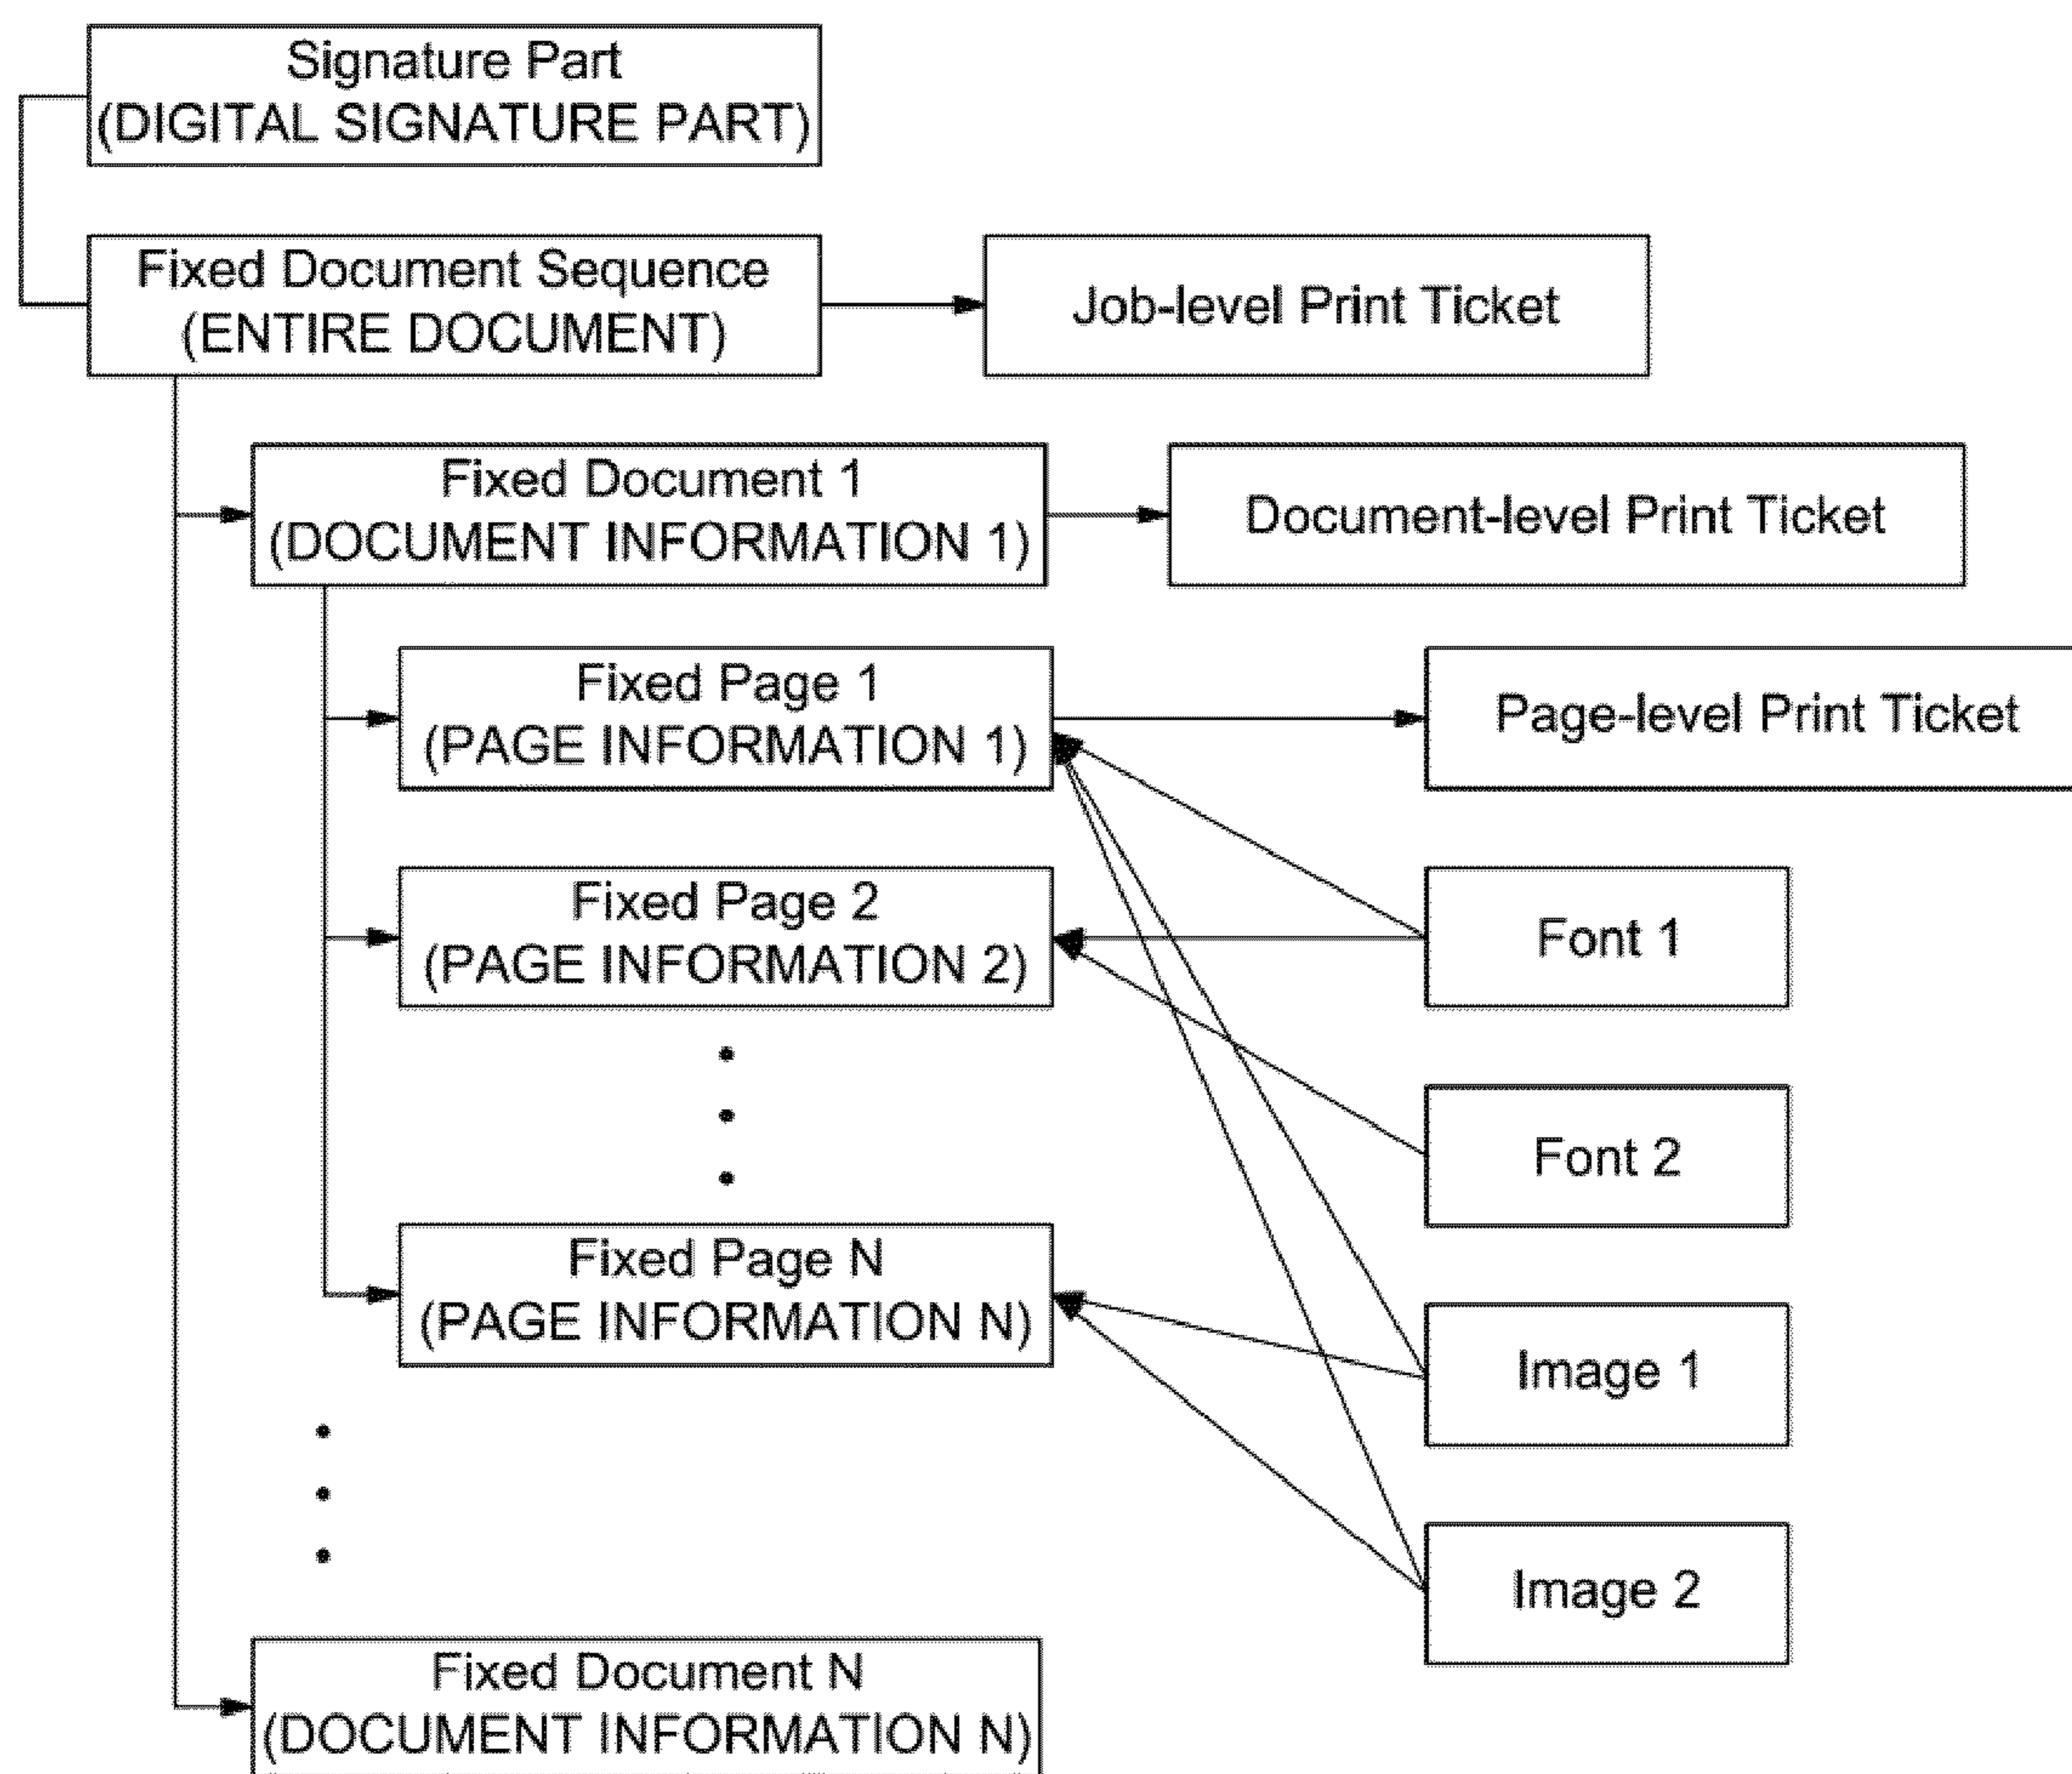 Signature Part
(DIGITAL SIGNATURE PART)
Fixed Document Sequence
(ENTIRE DOCUMENT)
Job-level Print Ticket
Fixed Document 1
(DOCUMENT INFORMATION 1)
Document-level Print Ticket
Fixed Page 1
(PAGE INFORMATION 1)
Page-level Print Ticket
Fixed Page 2
(PAGE INFORMATION 2)
Font 1
Font 2
Fixed Page N
(PAGE INFORMATION N)
Image 1
Image 2
Fixed Document N
(DOCUMENT INFORMATION N)